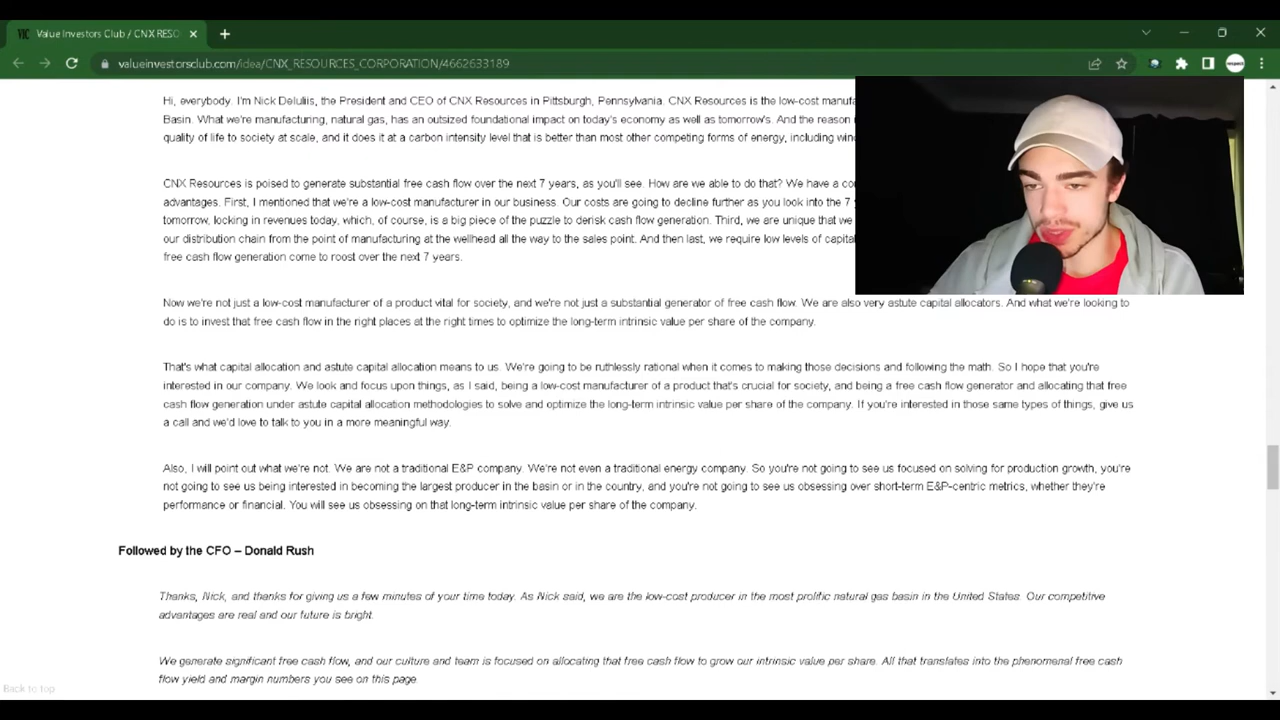 Value Investors Club / CNX RESO
valueinvestorsclub.com/idea/CNX_RESOURCES_CORPORATION/4662633189
Hi, everybody. I'm Nick DeIuliis, the President and CEO of CNX Resources in Pittsburgh, Pennsylvania. CNX Resources is the low-cost manufa
Basin. What we're manufacturing, natural gas, has an outsized foundational impact on today's economy as well as tomorrow's. And the reason
quality of life to society at scale, and it does it at a carbon intensity level that is better than most other competing forms of energy, including win
CNX Resources is poised to generate substantial free cash flow over the next 7 years, as you'll see. How are we able to do that? We have a co
advantages. First, I mentioned that we're a low-cost manufacturer in our business. Our costs are going to decline further as you look into the 7
tomorrow, locking in revenues today, which, of course, is a big piece of the puzzle to derisk cash flow generation. Third, we are unique that we
our distribution chain from the point of manufacturing at the wellhead all the way to the sales point. And then last, we require low levels of capital
free cash flow generation come to roost over the next 7 years.
Now we're not just a low-cost manufacturer of a product vital for society, and we're not just a substantial generator of free cash flow. We are also very astute capital allocators. And what we're looking to
do is to invest that free cash flow in the right places at the right times to optimize the long-term intrinsic value per share of the company.
That's what capital allocation and astute capital allocation means to us. We're going to be ruthlessly rational when it comes to making those decisions and following the math. So I hope that you're
interested in our company. We look and focus upon things, as I said, being a low-cost manufacturer of a product that's crucial for society, and being a free cash flow generator and allocating that free
cash flow generation under astute capital allocation methodologies to solve and optimize the long-term intrinsic value per share of the company. If you're interested in those same types of things, give us
a call and we'd love to talk to you in a more meaningful way.
Also, I will point out what we're not. We are not a traditional E&P company. We're not even a traditional energy company. So you're not going to see us focused on solving for production growth, you're
not going to see us being interested in becoming the largest producer in the basin or in the country, and you're not going to see us obsessing over short-term E&P-centric metrics, whether they're
performance or financial. You will see us obsessing on that long-term intrinsic value per share of the company.
Followed by the CFO – Donald Rush
Thanks, Nick, and thanks for giving us a few minutes of your time today. As Nick said, we are the low-cost producer in the most prolific natural gas basin in the United States. Our competitive
advantages are real and our future is bright.
We generate significant free cash flow, and our culture and team is focused on allocating that free cash flow to grow our intrinsic value per share. All that translates into the phenomenal free cash
flow yield and margin numbers you see on this page
Back to top